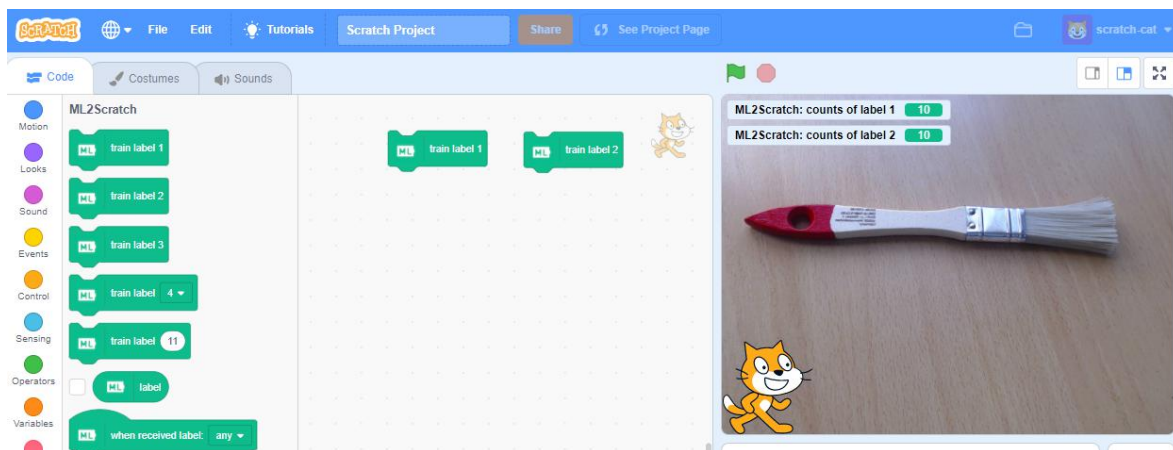 SCRATCH File Edit Tutorials Scratch Project Share See Project Page scratch-cat
Code Costumes Sounds
Motion
Looks
Sound
Events
Control
Sensing
Operators
Variables
ML2Scratch
ML train label 1
ML train label 2
ML train label 3
ML train label 4
ML train label 11
ML label
ML when received label: any
ML train label 1
ML train label 2
ML2Scratch: counts of label 1 10
ML2Scratch: counts of label 2 10